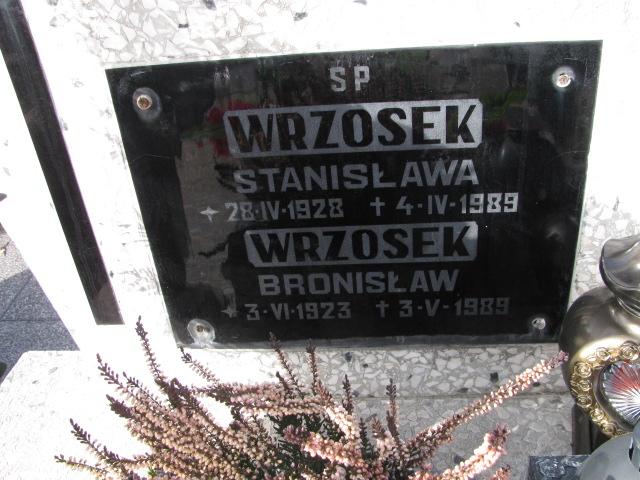 SP
WRZOSEK
STANISŁAWA
28-IV-1928 † 4-IV-1989
WRZOSEK
BRONISŁAW
3-VI-1923 † 3-V-1989